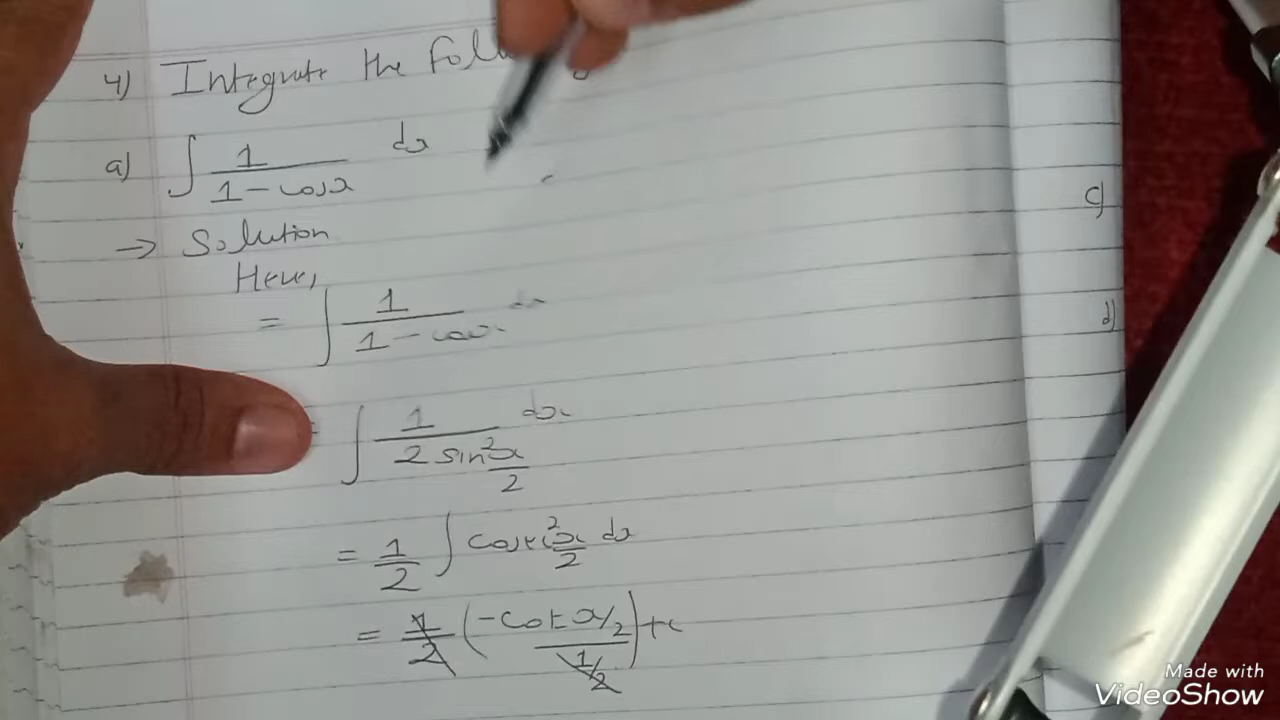 4) Integrate the Foll
a) ∫ 1/(1 - cosx) dx
→ Solution
Here,
= ∫ 1/(1 - cosx) dx
= ∫ 1/(2 sin² x/2) dx
= 1/2 ∫ cosec² x/2 dx
= 1/2 (-cot x/2 / 1/2) + c
c)
d)
Made with
VideoShow